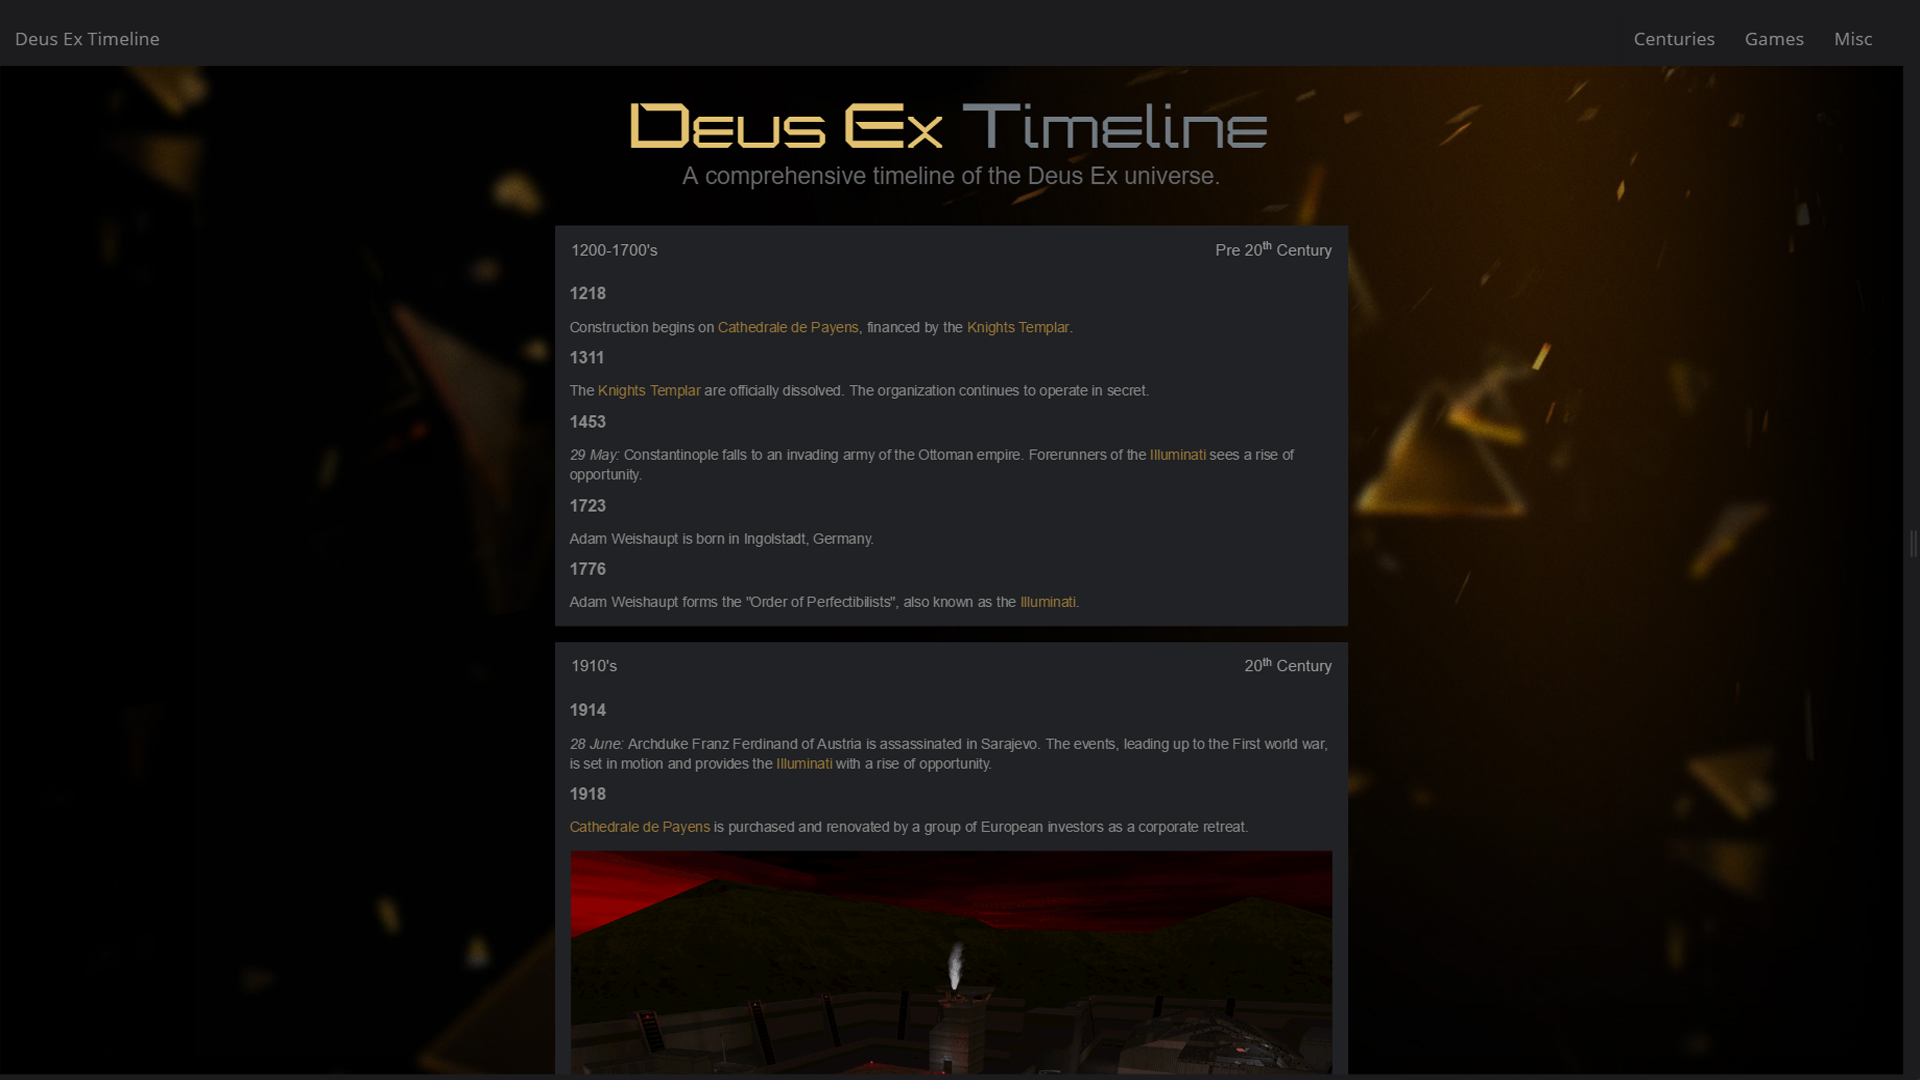 Deus Ex Timeline
Centuries Games Misc
Deus Ex Timeline
A comprehensive timeline of the Deus Ex universe.
1200-1700's Pre 20th Century
1218
Construction begins on Cathedrale de Payens, financed by the Knights Templar.
1311
The Knights Templar are officially dissolved. The organization continues to operate in secret.
1453
29 May: Constantinople falls to an invading army of the Ottoman empire. Forerunners of the Illuminati sees a rise of
opportunity.
1723
Adam Weishaupt is born in Ingolstadt, Germany.
1776
Adam Weishaupt forms the "Order of Perfectibilists", also known as the Illuminati.
1910's 20th Century
1914
28 June: Archduke Franz Ferdinand of Austria is assassinated in Sarajevo. The events, leading up to the First world war,
is set in motion and provides the Illuminati with a rise of opportunity.
1918
Cathedrale de Payens is purchased and renovated by a group of European investors as a corporate retreat.